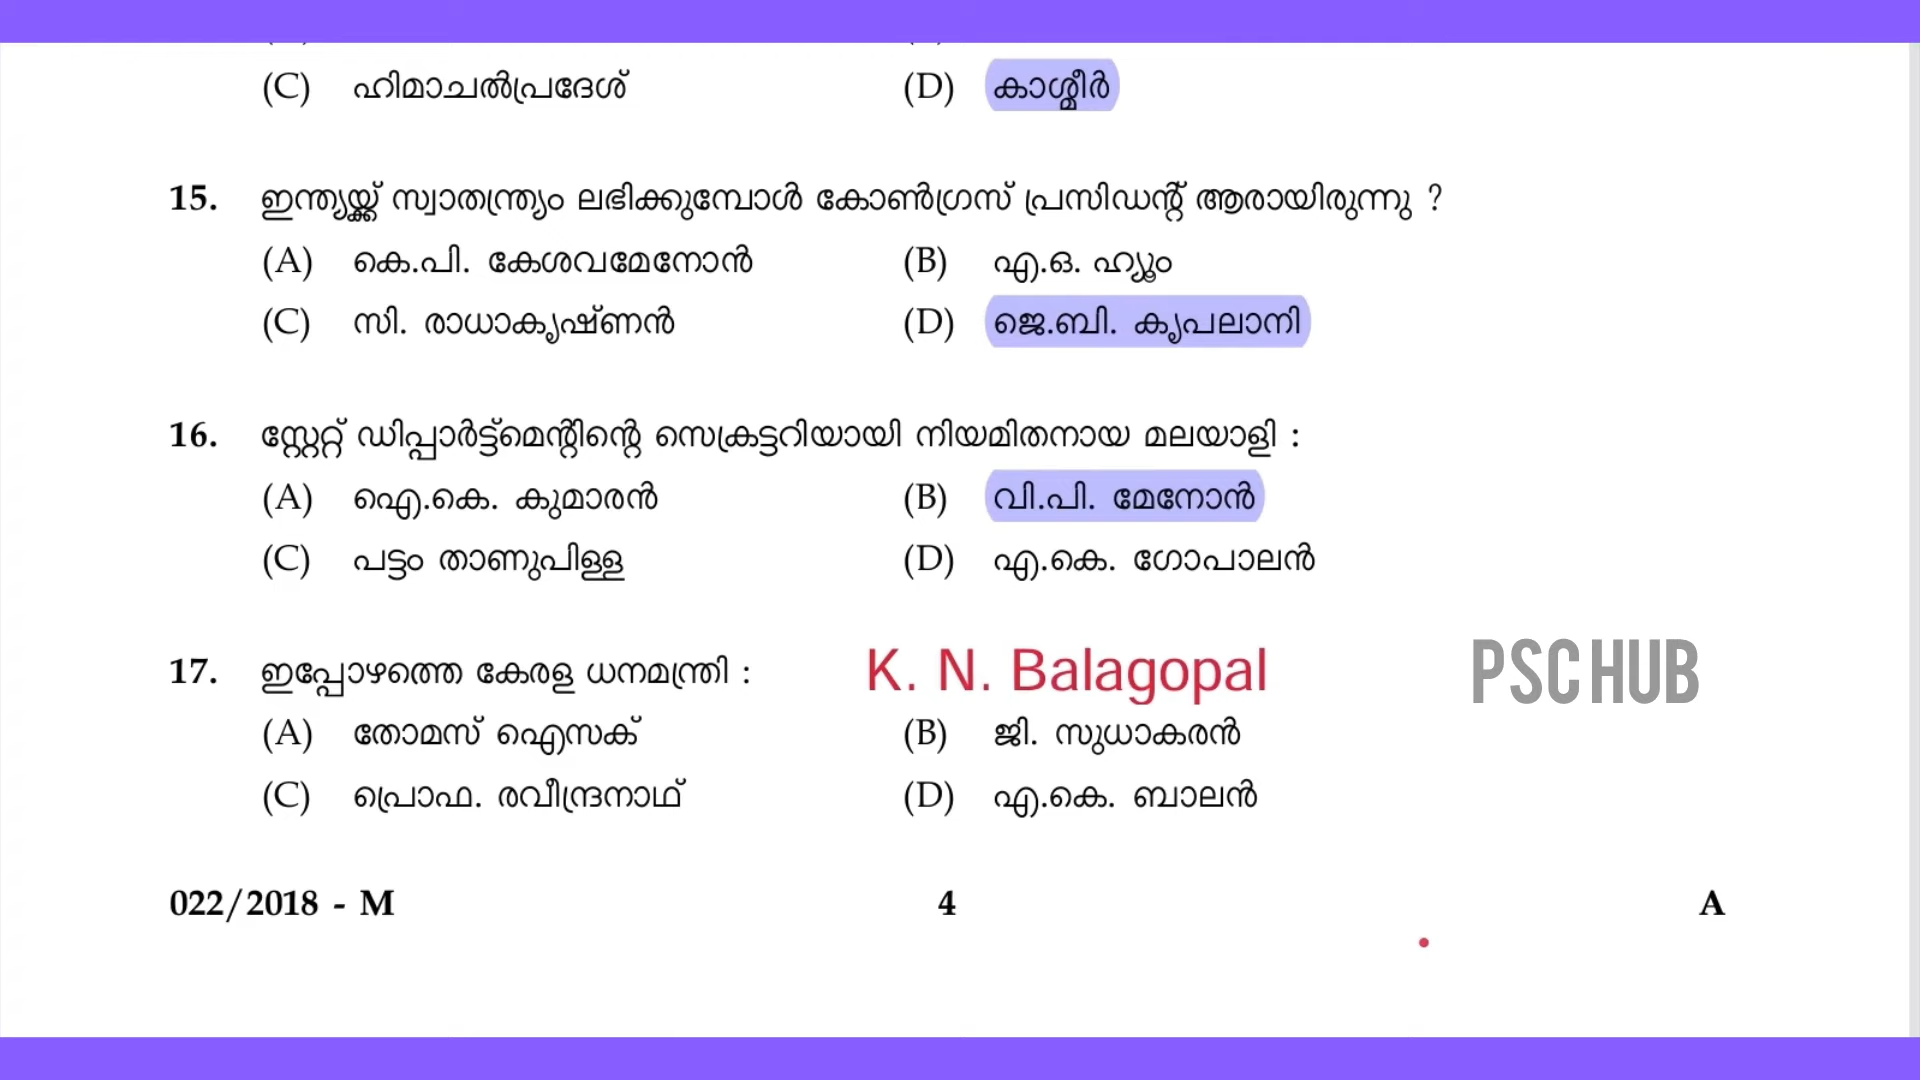 (C) ഹിമാചൽപ്രദേശ് (D) കാശ്മീർ
15. ഇന്ത്യയ്ക്ക് സ്വാതന്ത്ര്യം ലഭിക്കുമ്പോൾ കോൺഗ്രസ് പ്രസിഡന്റ് ആരായിരുന്നു ?
(A) കെ.പി. കേശവമേനോൻ (B) എ.ഒ. ഹ്യൂം
(C) സി. രാധാകൃഷ്ണൻ (D) ജെ.ബി. കൃപലാനി
16. സ്റ്റേറ്റ് ഡിപ്പാർട്ട്മെന്റിന്റെ സെക്രട്ടറിയായി നിയമിതനായ മലയാളി :
(A) ഐ.കെ. കുമാരൻ (B) വി.പി. മേനോൻ
(C) പട്ടം താണുപിള്ള (D) എ.കെ. ഗോപാലൻ
17. ഇപ്പോഴത്തെ കേരള ധനമന്ത്രി : K. N. Balagopal PSC HUB
(A) തോമസ് ഐസക് (B) ജി. സുധാകരൻ
(C) പ്രൊഫ. രവീന്ദ്രനാഥ് (D) എ.കെ. ബാലൻ
022/2018 - M 4 A